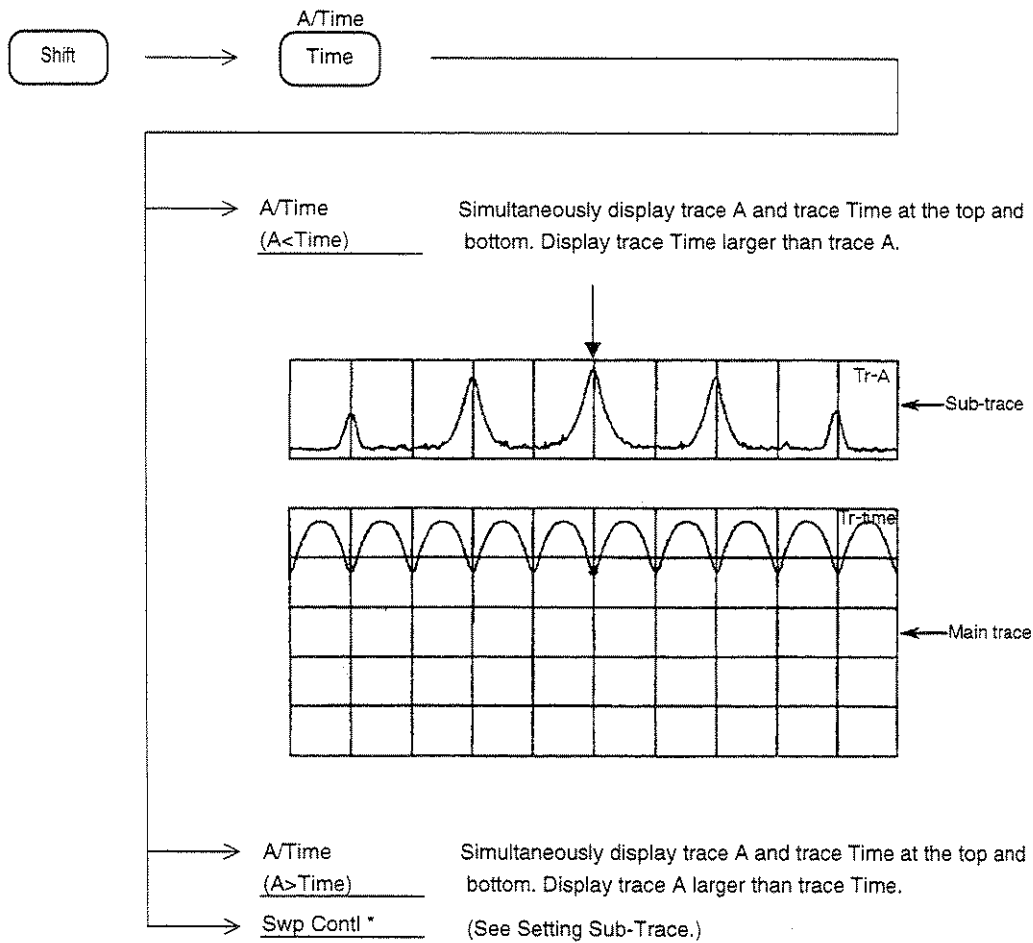 A/Time
Shift
Time
A/Time
(A<Time)
Simultaneously display trace A and trace Time at the top and
bottom. Display trace Time larger than trace A.
Tr-A
Sub-trace
Tr-time
Main trace
A/Time
(A>Time)
Simultaneously display trace A and trace Time at the top and
bottom. Display trace A larger than trace Time.
Swp Contl *
(See Setting Sub-Trace.)